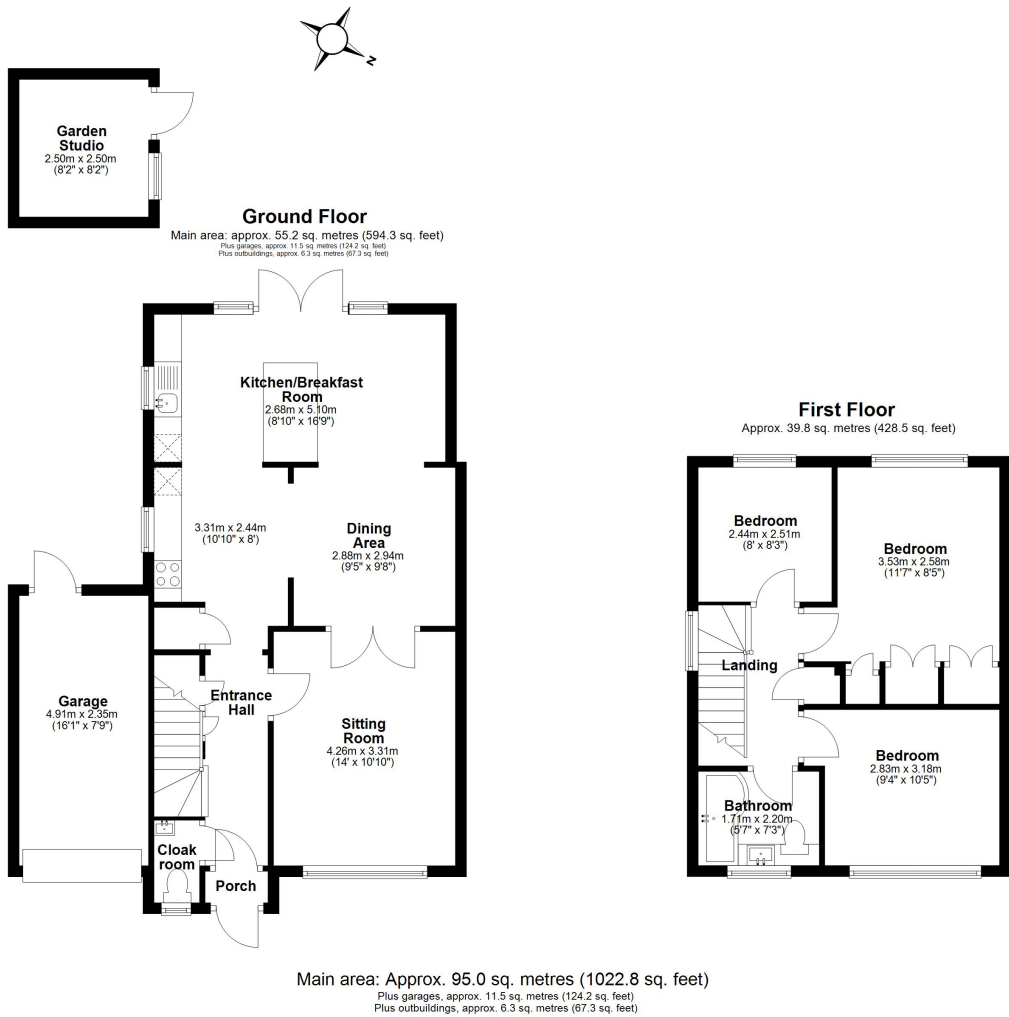 N
Garden
Studio
2.50m x 2.50m
(8'2" x 8'2")
Ground Floor
Main area: approx. 55.2 sq. metres (594.3 sq. feet)
Plus garages, approx. 11.5 sq. metres (124.2 sq. feet)
Plus outbuildings, approx. 6.3 sq. metres (67.3 sq. feet)
Kitchen/Breakfast
Room
2.68m x 5.10m
(8'10" x 16'9")
3.31m x 2.44m
(10'10" x 8')
Dining
Area
2.88m x 2.94m
(9'5" x 9'8")
Garage
4.91m x 2.35m
(16'1" x 7'9")
Entrance
Hall
Sitting
Room
4.26m x 3.31m
(14' x 10'10")
Cloak
room
Porch
First Floor
Approx. 39.8 sq. metres (428.5 sq. feet)
Bedroom
2.44m x 2.51m
(8' x 8'3")
Bedroom
3.53m x 2.58m
(11'7" x 8'5")
Landing
Bedroom
2.83m x 3.18m
(9'4" x 10'5")
Bathroom
1.71m x 2.20m
(5'7" x 7'3")
Main area: Approx. 95.0 sq. metres (1022.8 sq. feet)
Plus garages, approx. 11.5 sq. metres (124.2 sq. feet)
Plus outbuildings, approx. 6.3 sq. metres (67.3 sq. feet)